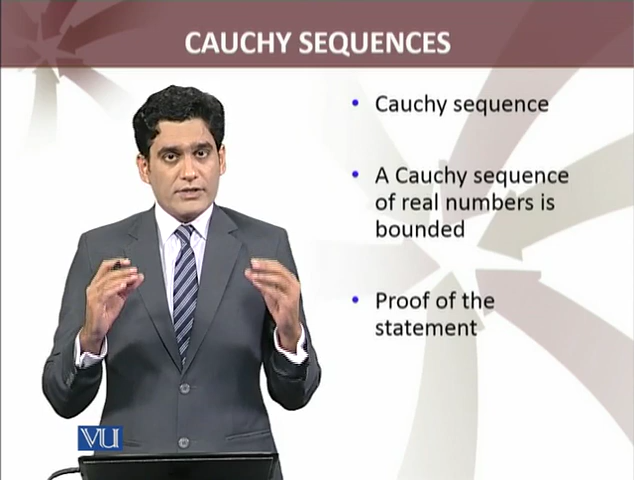 CAUCHY SEQUENCES
• Cauchy sequence
• A Cauchy sequence
of real numbers is
bounded
• Proof of the
statement
VU